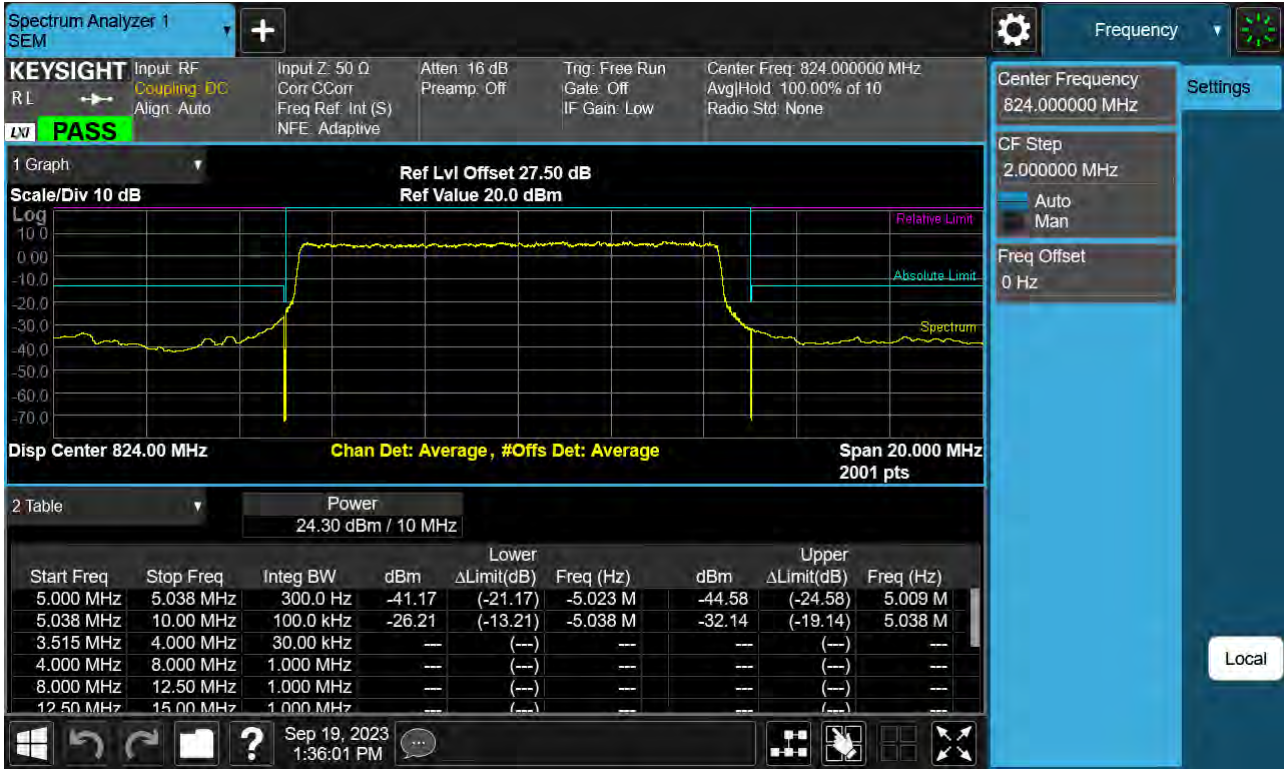 Spectrum Analyzer 1
SEM
+
Frequency
KEYSIGHT
Input: RF
Coupling: DC
Align: Auto
Input Z: 50 Ω
Corr CCorr
Freq Ref: Int (S)
NFE: Adaptive
Atten: 16 dB
Preamp: Off
Trig: Free Run
Gate: Off
IF Gain: Low
Center Freq: 824.000000 MHz
Avg|Hold: 100.00% of 10
Radio Std: None
R L
LXI PASS
Center Frequency
824.000000 MHz
Settings
CF Step
2.000000 MHz
Auto
Man
Freq Offset
0 Hz
Local
1 Graph
Scale/Div 10 dB
Ref Lvl Offset 27.50 dB
Ref Value 20.0 dBm
Log
10.0
0.00
-10.0
-20.0
-30.0
-40.0
-50.0
-60.0
-70.0
Relative Limit
Absolute Limit
Spectrum
Disp Center 824.00 MHz
Chan Det: Average , #Offs Det: Average
Span 20.000 MHz
2001 pts
2 Table
Power
24.30 dBm / 10 MHz
Lower Upper
Start Freq Stop Freq Integ BW dBm ΔLimit(dB) Freq (Hz) dBm ΔLimit(dB) Freq (Hz)
5.000 MHz 5.038 MHz 300.0 Hz -41.17 (-21.17) -5.023 M -44.58 (-24.58) 5.009 M
5.038 MHz 10.00 MHz 100.0 kHz -26.21 (-13.21) -5.038 M -32.14 (-19.14) 5.038 M
3.515 MHz 4.000 MHz 30.00 kHz --- (---) --- --- (---) ---
4.000 MHz 8.000 MHz 1.000 MHz --- (---) --- --- (---) ---
8.000 MHz 12.50 MHz 1.000 MHz --- (---) --- --- (---) ---
12.50 MHz 15.00 MHz 1.000 MHz --- (---) --- --- (---) ---
?
Sep 19, 2023
1:36:01 PM